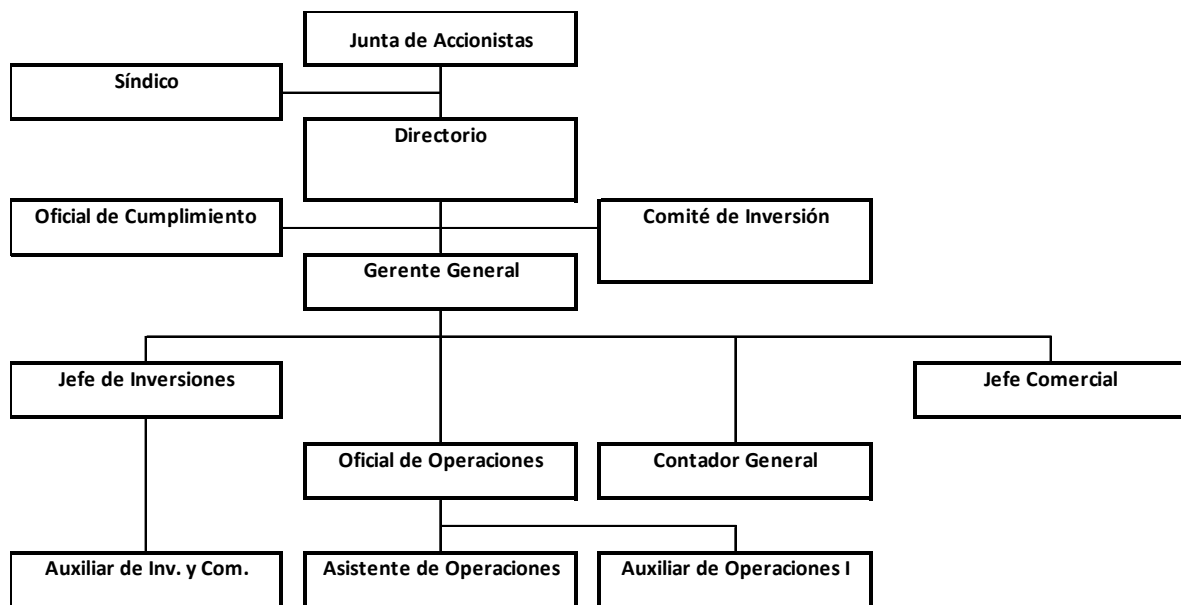 Junta de Accionistas
Síndico
Directorio
Oficial de Cumplimiento
Comité de Inversión
Gerente General
Jefe de Inversiones
Jefe Comercial
Oficial de Operaciones
Contador General
Auxiliar de Inv. y Com.
Asistente de Operaciones
Auxiliar de Operaciones I